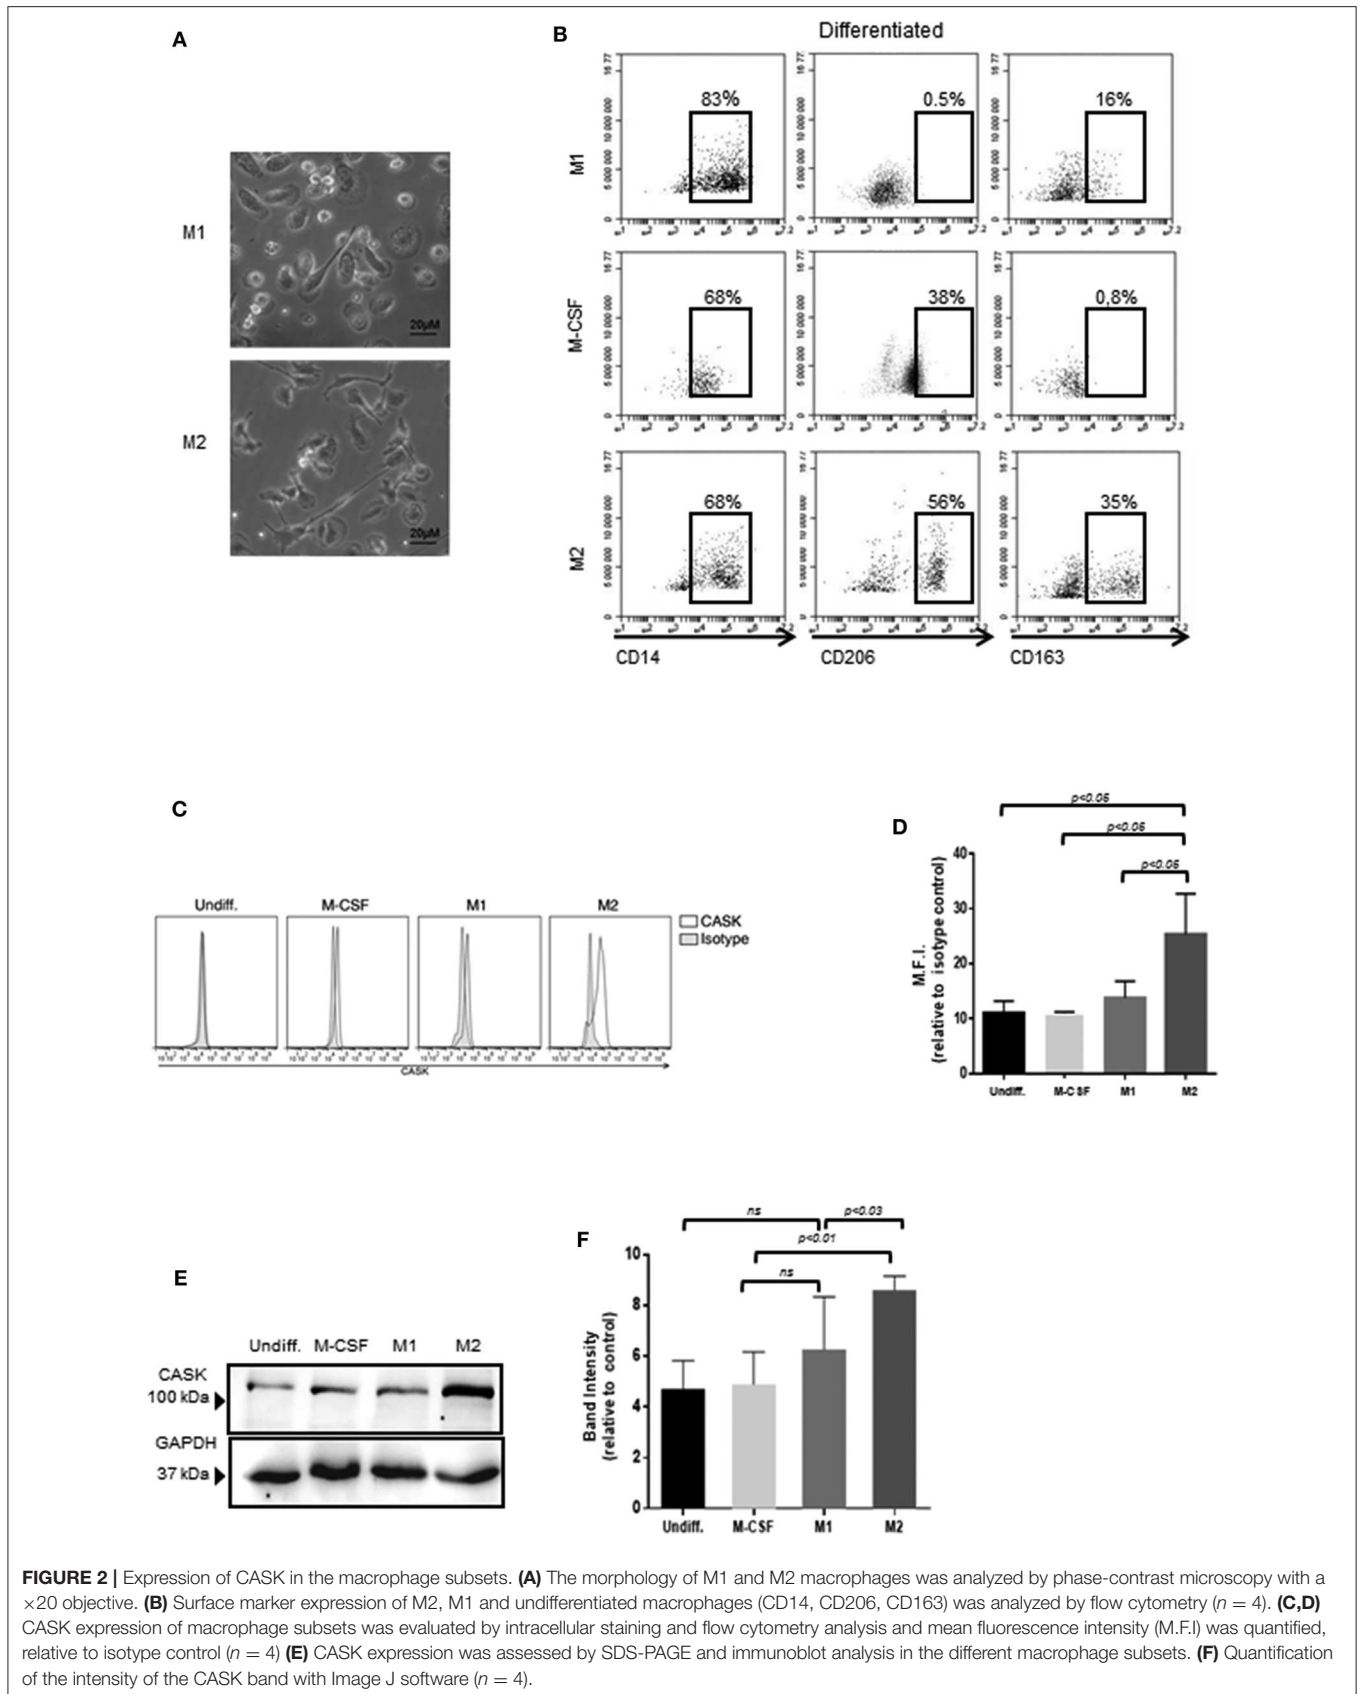 A
M1
20µM
M2
20µM
B
Differentiated
M1
83%
0.5%
16%
M-CSF
68%
38%
0,8%
M2
68%
56%
35%
CD14
CD206
CD163
C
Undiff.
M-CSF
M1
M2
CASK
Isotype
CASK
D
p<0.05
p<0.05
p<0.05
M.F.I.
(relative to isotype control)
40
30
20
10
0
Undiff.
M-CSF
M1
M2
E
Undiff.
M-CSF
M1
M2
CASK
100 kDa
GAPDH
37 kDa
F
ns
p<0.03
p<0.01
ns
Band Intensity
(relative to control)
10
8
6
4
2
0
Undiff.
M-CSF
M1
M2
FIGURE 2 | Expression of CASK in the macrophage subsets. (A) The morphology of M1 and M2 macrophages was analyzed by phase-contrast microscopy with a
×20 objective. (B) Surface marker expression of M2, M1 and undifferentiated macrophages (CD14, CD206, CD163) was analyzed by flow cytometry (n = 4). (C,D)
CASK expression of macrophage subsets was evaluated by intracellular staining and flow cytometry analysis and mean fluorescence intensity (M.F.I) was quantified,
relative to isotype control (n = 4) (E) CASK expression was assessed by SDS-PAGE and immunoblot analysis in the different macrophage subsets. (F) Quantification
of the intensity of the CASK band with Image J software (n = 4).